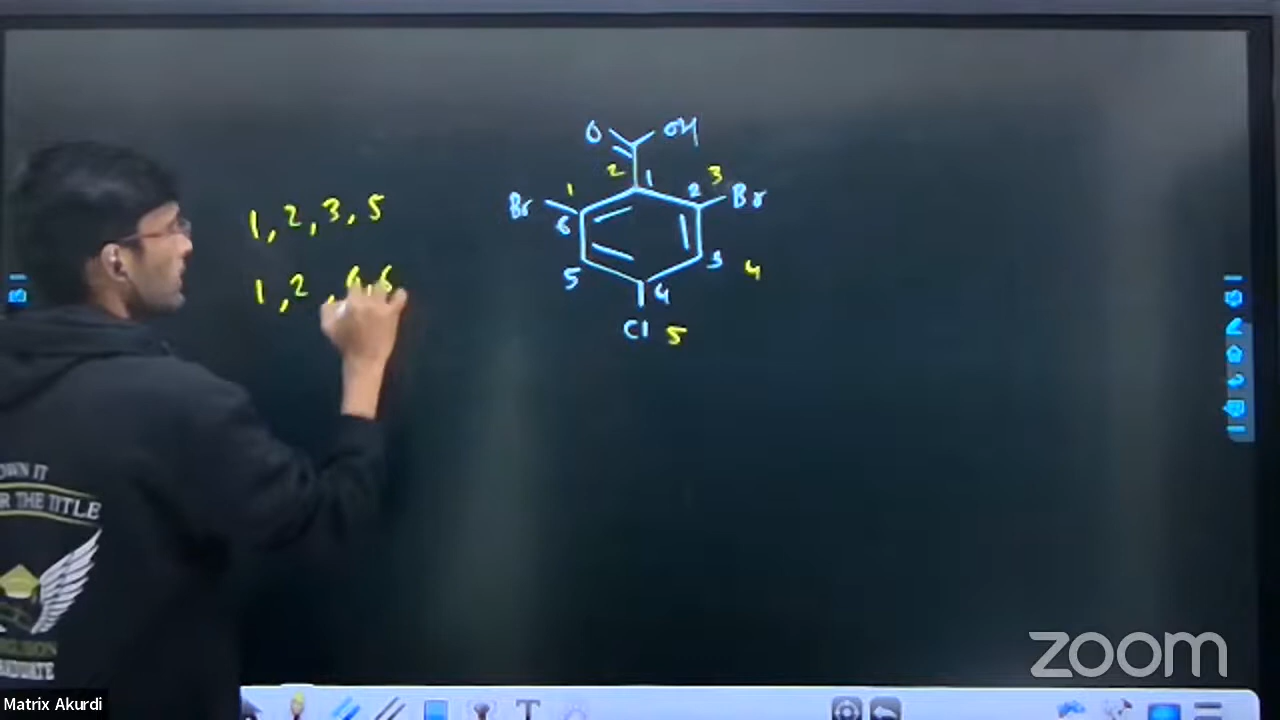 O OH
2 1
Br 1 2 3 Br
6
1, 2, 3, 5
5 3 4
1, 2, 4, 6
4
Cl 5
OWN IT
R THE TITLE
GRADUATE
zoom
Matrix Akurdi
T